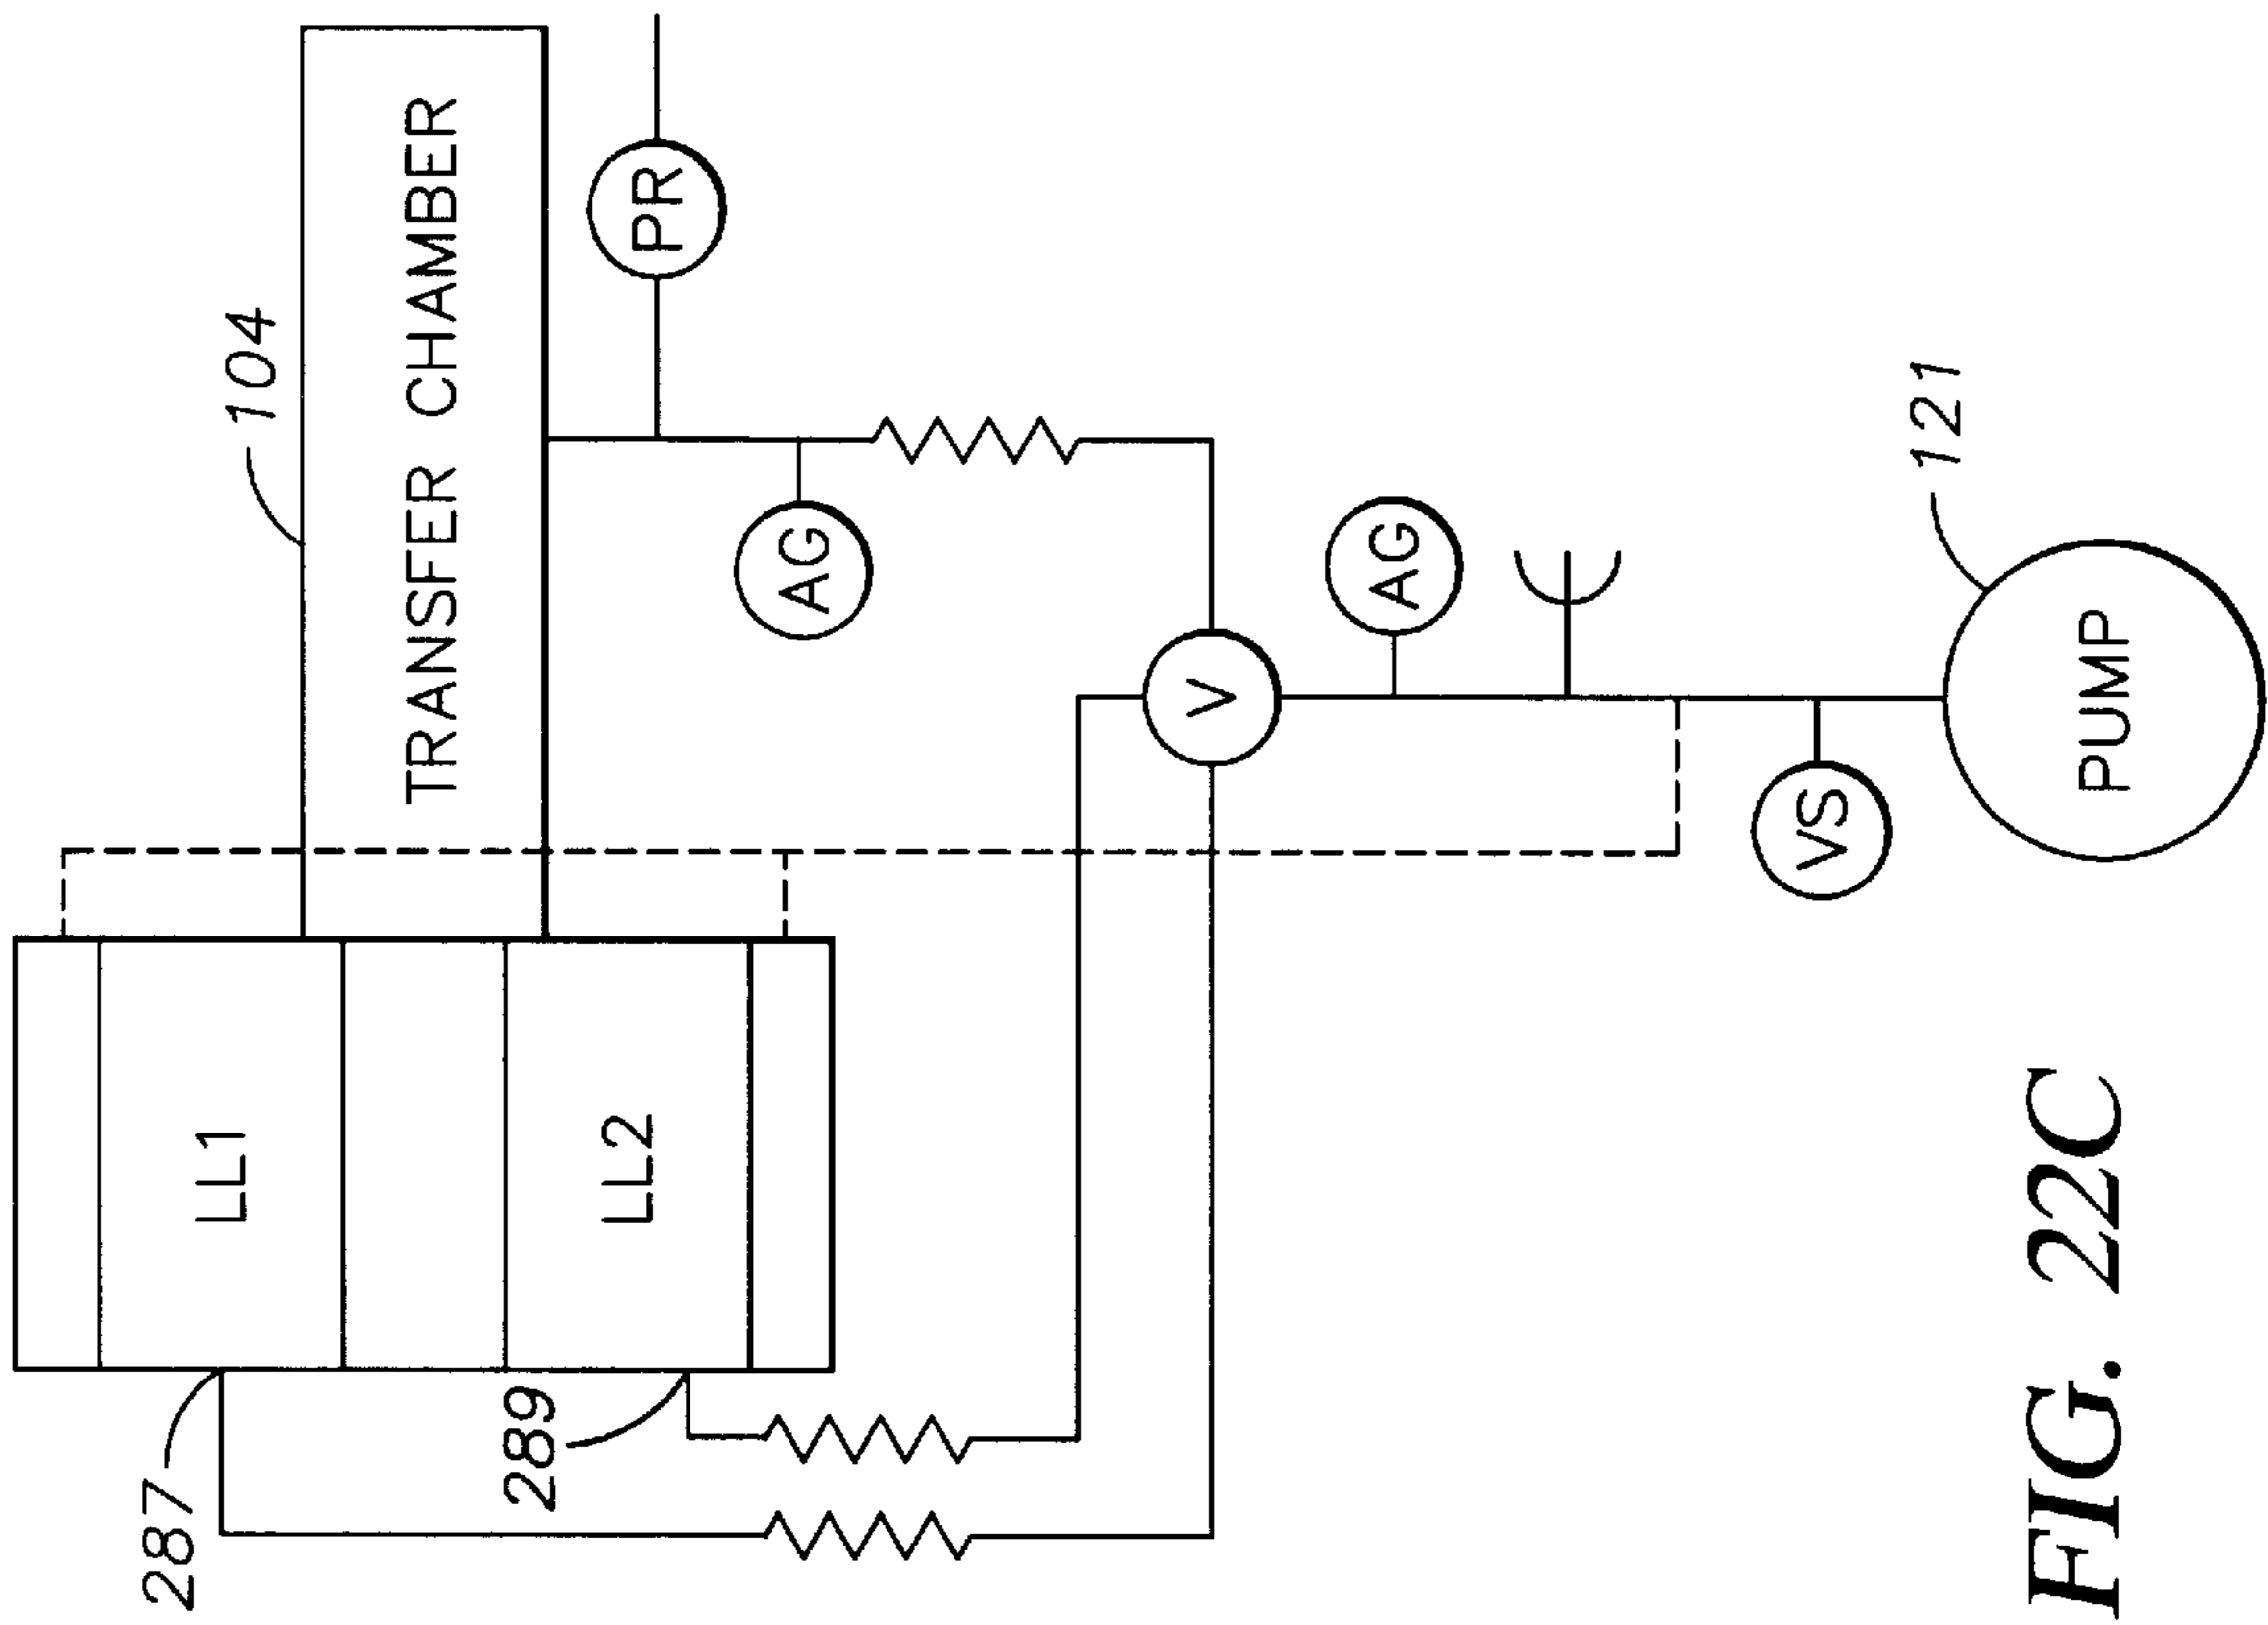 287
LL1
104
289
LL2
TRANSFER CHAMBER
PR
AG
V
AG
VS
121
PUMP
FIG. 22C